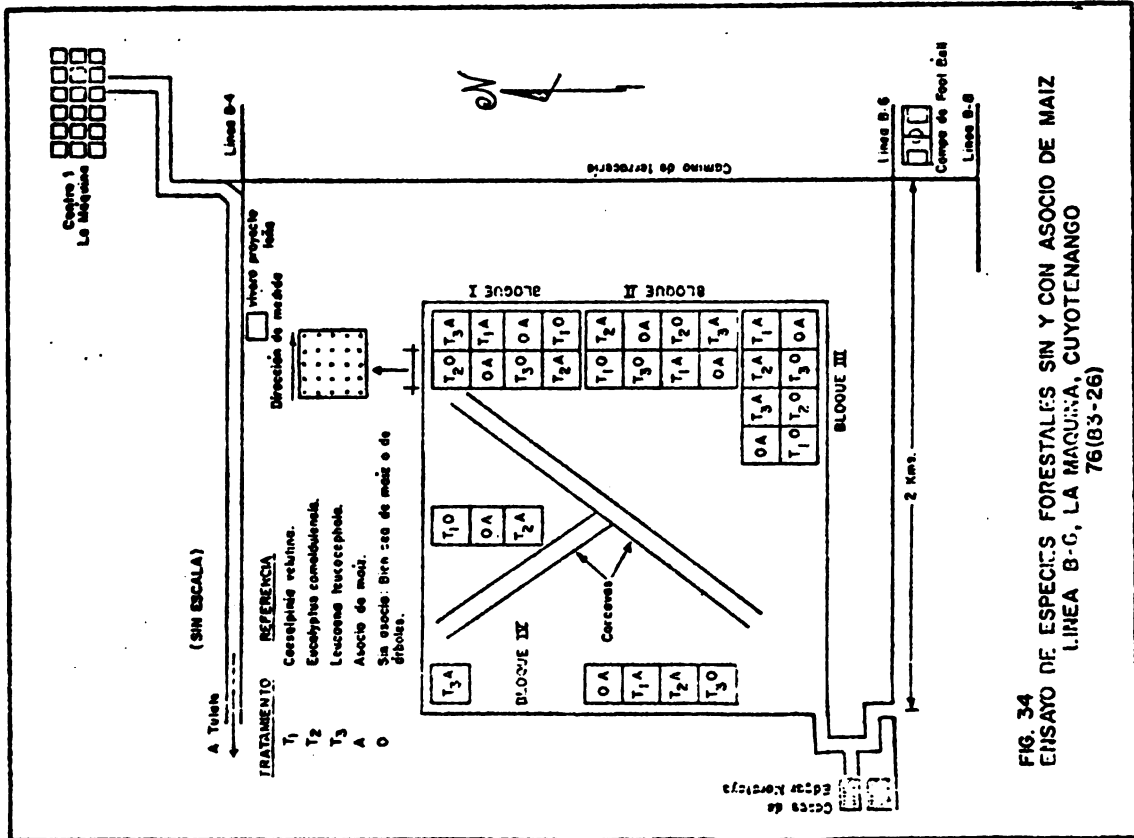 (SIN ESCALA)
A Tulate
Centro 1
La Máquina
Linea B-4
vivero proyecto
leña
Dirección de medida
TRATAMIENTO REFERENCIA
T1 Caesalpinia velutina.
T2 Eucalyptus camaldulensis.
T3 Leucaena leucocephala.
A Asocio de maíz.
O Sin asocio: Bien sea de maíz o de
árboles.
N
Camino de terraceria
BLOQUE I
T2O T3A
OA T1A
T3O OA
T2A T1O
BLOQUE II
T1O T2A
T3O OA
T1A T2O
OA T3A
BLOQUE III
OA T3A T2A T1A
T1O T2O T3O OA
BLOQUE IV
T3A
T1O
OA
T2A
OA
T1A
T2A
T3O
Carcavas
Linea B-6
Campo de Foot Ball
Linea B-8
2 Kms.
Casas de
Edgar
FIG. 34
ENSAYO DE ESPECIES FORESTALES SIN Y CON ASOCIO DE MAIZ
LINEA B-6, LA MAQUINA, CUYOTENANGO
76(83-26)